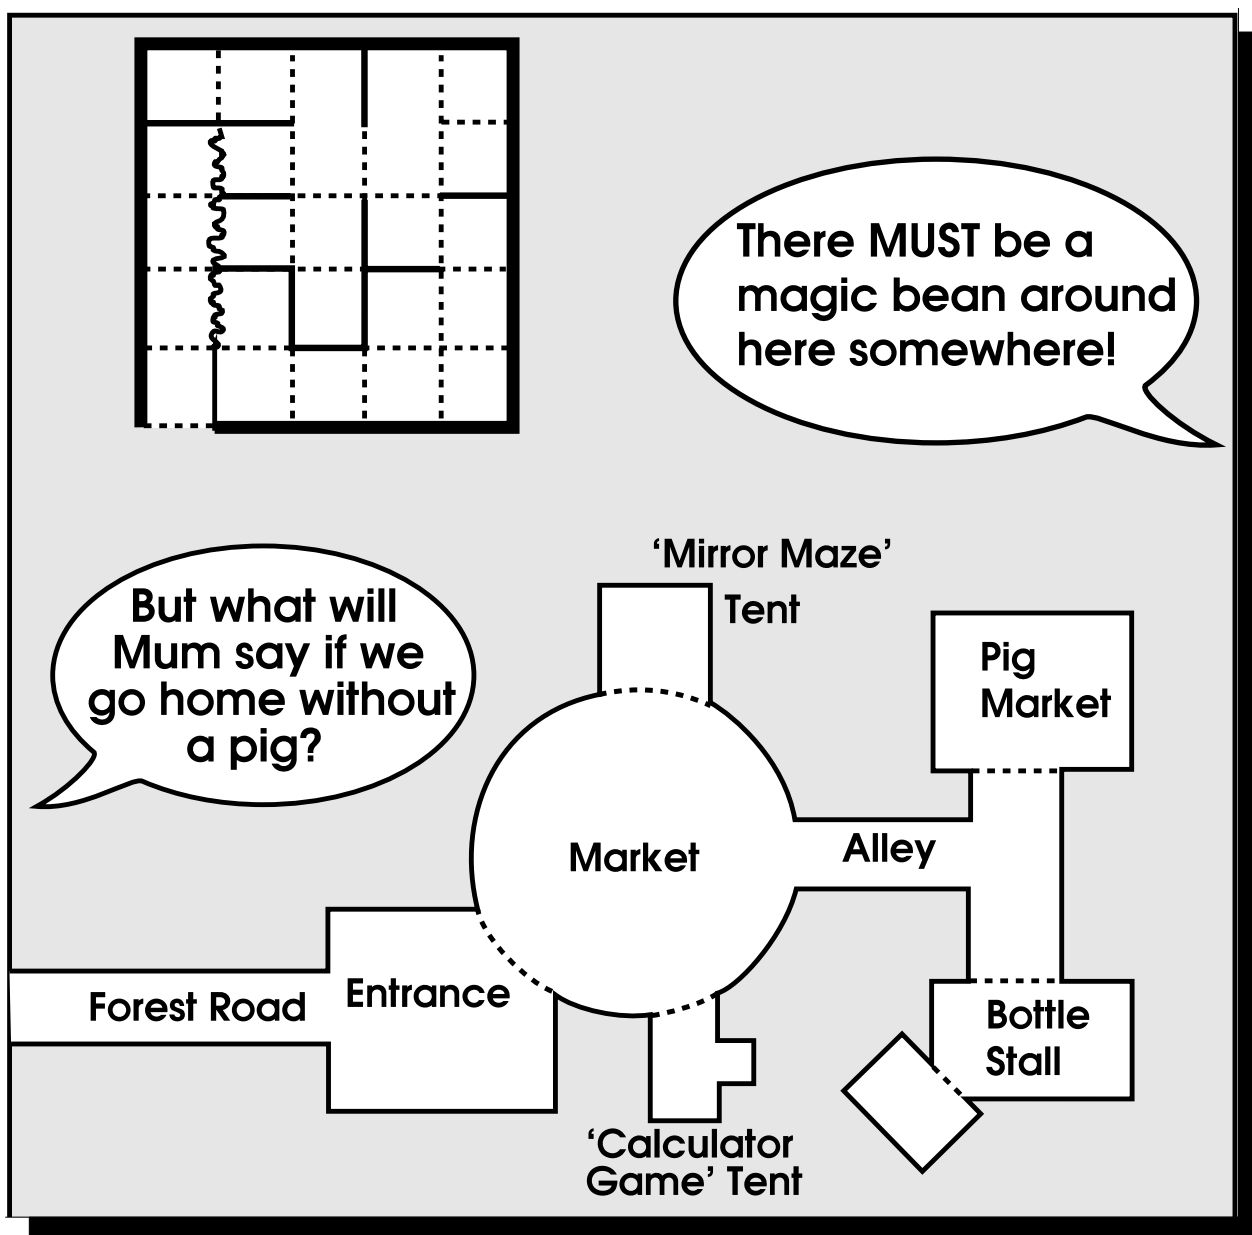 There MUST be a
magic bean around
here somewhere!
But what will
Mum say if we
go home without
a pig?
‘Mirror Maze’
Tent
Pig
Market
Market
Alley
Forest Road
Entrance
Bottle
Stall
‘Calculator
Game’ Tent